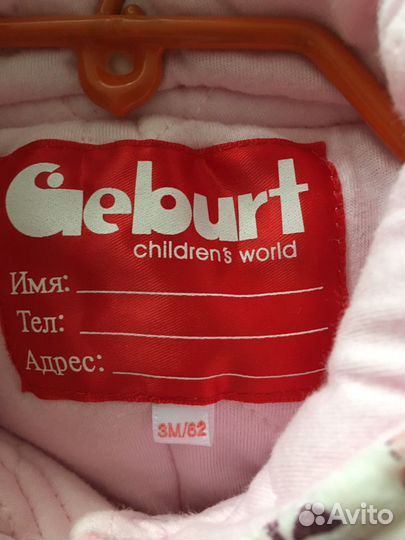 Geburt
children's world
Имя:
Тел:
Адрес:
3M/62
Avito